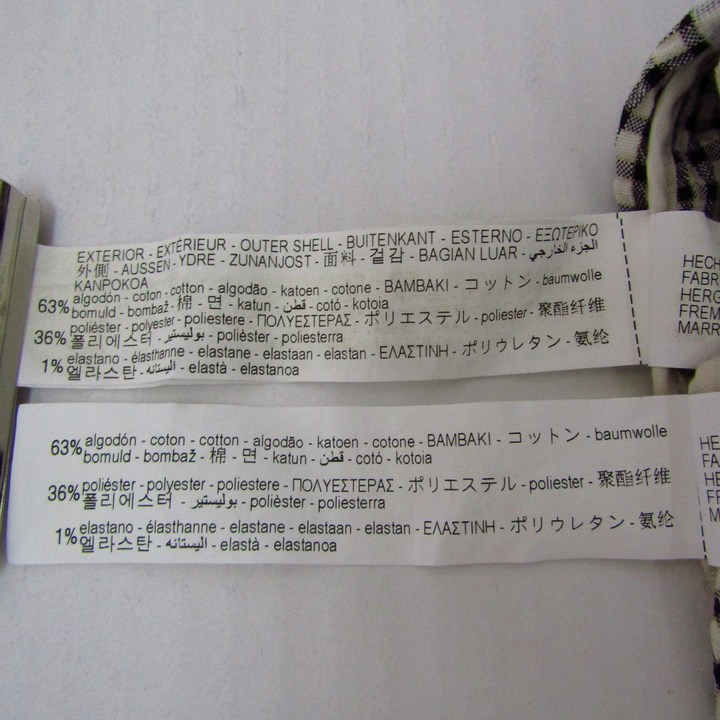 EXTERIOR - EXTÉRIEUR - OUTER SHELL - BUITENKANT - ESTERNO - ΕΞΩΤΕΡΙΚΟ
外側 - AUSSEN - YDRE - ZUNANJOST - 面料 - 겉감 - BAGIAN LUAR - الجزء الخارجي
KANPOKOA
63% algodón - coton - cotton - algodão - katoen - cotone - ΒΑΜΒΑΚΙ - コットン - baumwolle
bomuld - bombaž - 棉 - 면 - katun - قطن - cotó - kotoia
36% poliéster - polyester - poliestere - ΠΟΛΥΕΣΤΕΡΑΣ - ポリエステル - poliester - 聚酯纤维
폴리에스터 - بوليستير - polièster - poliesterra
1% elastano - élasthanne - elastane - elastaan - elastan - ΕΛΑΣΤΙΝΗ - ポリウレタン - 氨纶
엘라스탄 - اليستانه - elastà - elastanoa
HECH
FABR
HERG
FREM
MARR
63% algodón - coton - cotton - algodão - katoen - cotone - ΒΑΜΒΑΚΙ - コットン - baumwolle
bomuld - bombaž - 棉 - 면 - katun - قطن - cotó - kotoia
36% poliéster - polyester - poliestere - ΠΟΛΥΕΣΤΕΡΑΣ - ポリエステル - poliester - 聚酯纤维
폴리에스터 - بوليستير - polièster - poliesterra
1% elastano - élasthanne - elastane - elastaan - elastan - ΕΛΑΣΤΙΝΗ - ポリウレタン - 氨纶
엘라스탄 - اليستانه - elastà - elastanoa
HE
FA
HE
FR
M